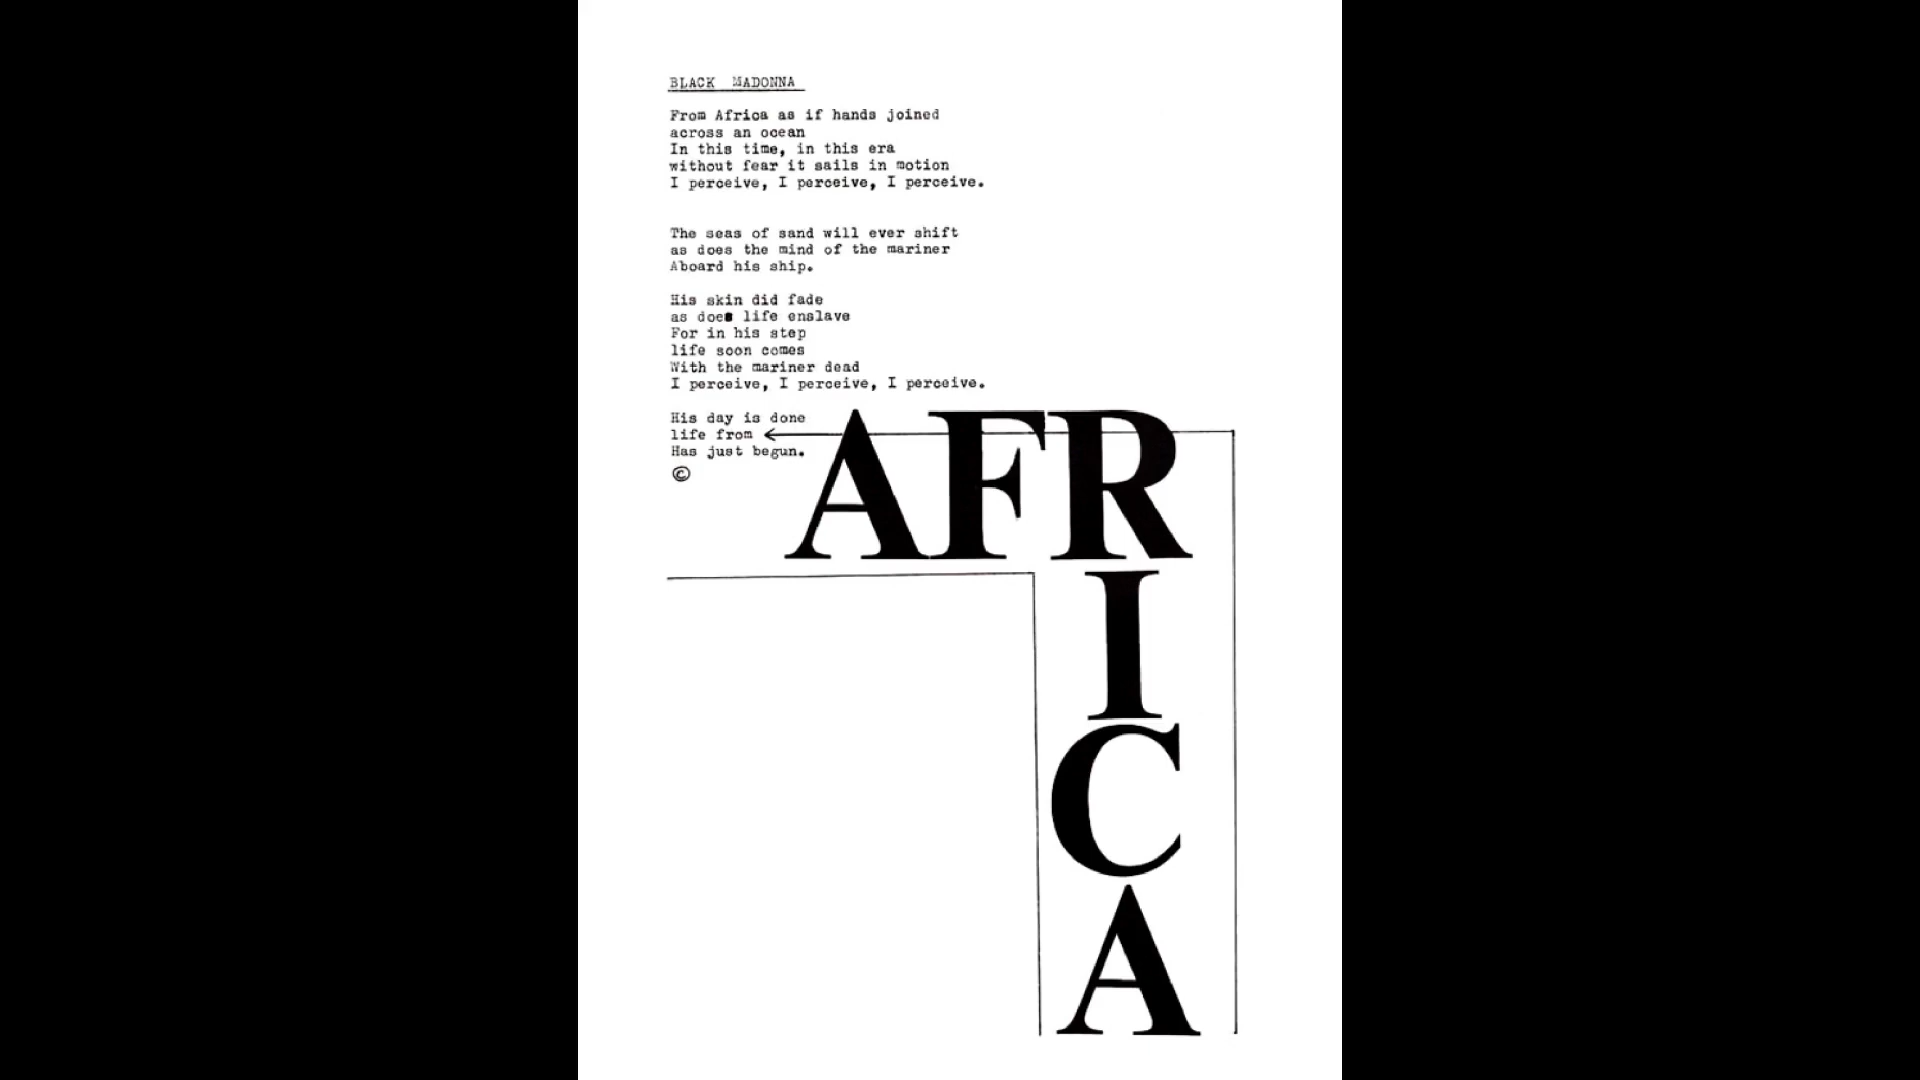 BLACK MADONNA
From Africa as if hands joined
across an ocean
In this time, in this era
without fear it sails in motion
I perceive, I perceive, I perceive.
The seas of sand will ever shift
as does the mind of the mariner
Aboard his ship.
His skin did fade
as does life enslave
For in his step
life soon comes
With the mariner dead
I perceive, I perceive, I perceive.
His day is done
life from
Has just begun.
©
AFR
I
C
A